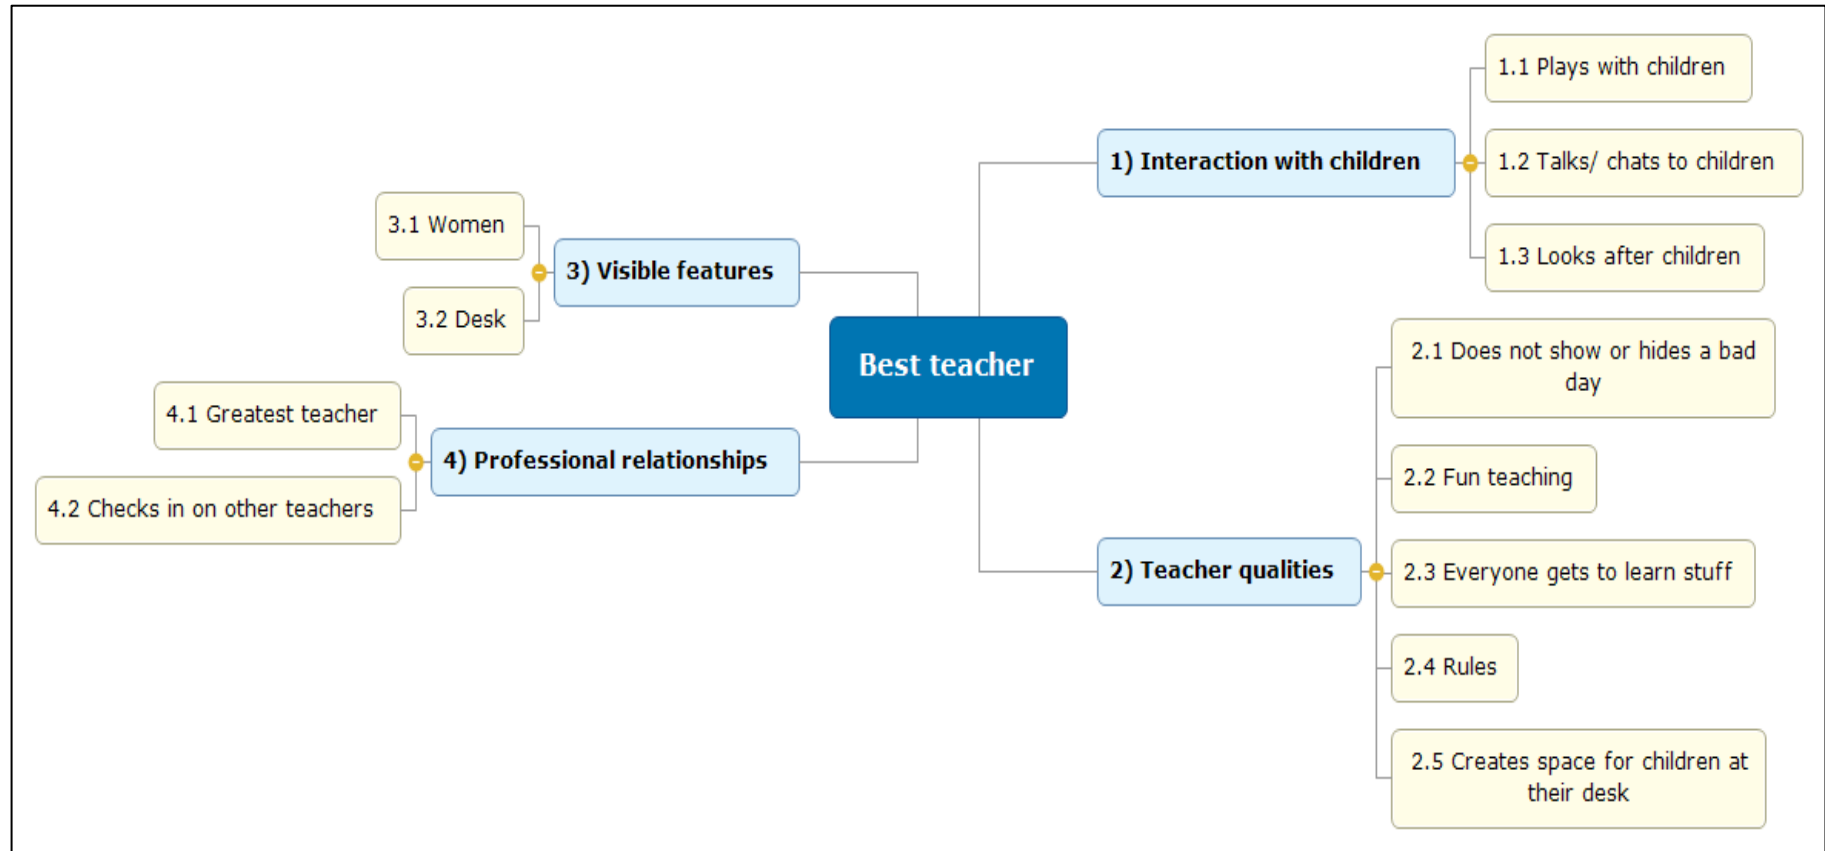 Best teacher
1) Interaction with children
1.1 Plays with children
1.2 Talks/ chats to children
1.3 Looks after children
2) Teacher qualities
2.1 Does not show or hides a bad
day
2.2 Fun teaching
2.3 Everyone gets to learn stuff
2.4 Rules
2.5 Creates space for children at
their desk
3) Visible features
3.1 Women
3.2 Desk
4) Professional relationships
4.1 Greatest teacher
4.2 Checks in on other teachers